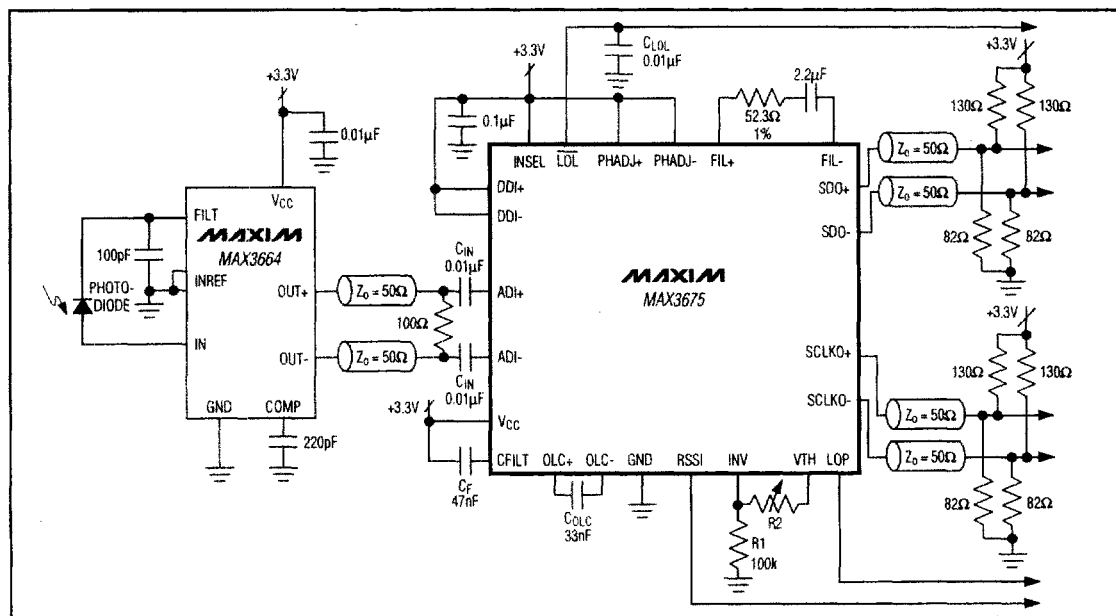 +3.3V
0.01µF
VCC
FILT
MAXIM
MAX3664
100pF
INREF
PHOTO-
DIODE
IN
OUT+
OUT-
GND
COMP
220pF
Z0 = 50Ω
Z0 = 50Ω
100Ω
CIN
0.01µF
CIN
0.01µF
+3.3V
0.1µF
CLOL
0.01µF
52.3Ω
1%
2.2µF
INSEL
LOL
PHADJ+
PHADJ-
FIL+
FIL-
DDI+
DDI-
ADI+
ADI-
MAXIM
MAX3675
SDO+
SDO-
SCLKO+
SCLKO-
+3.3V
VCC
CFILT
OLC+
OLC-
GND
RSSI
INV
VTH
LOP
CF
47nF
COLC
33nF
R1
100k
R2
+3.3V
130Ω
130Ω
Z0 = 50Ω
Z0 = 50Ω
82Ω
82Ω
+3.3V
130Ω
130Ω
Z0 = 50Ω
Z0 = 50Ω
82Ω
82Ω